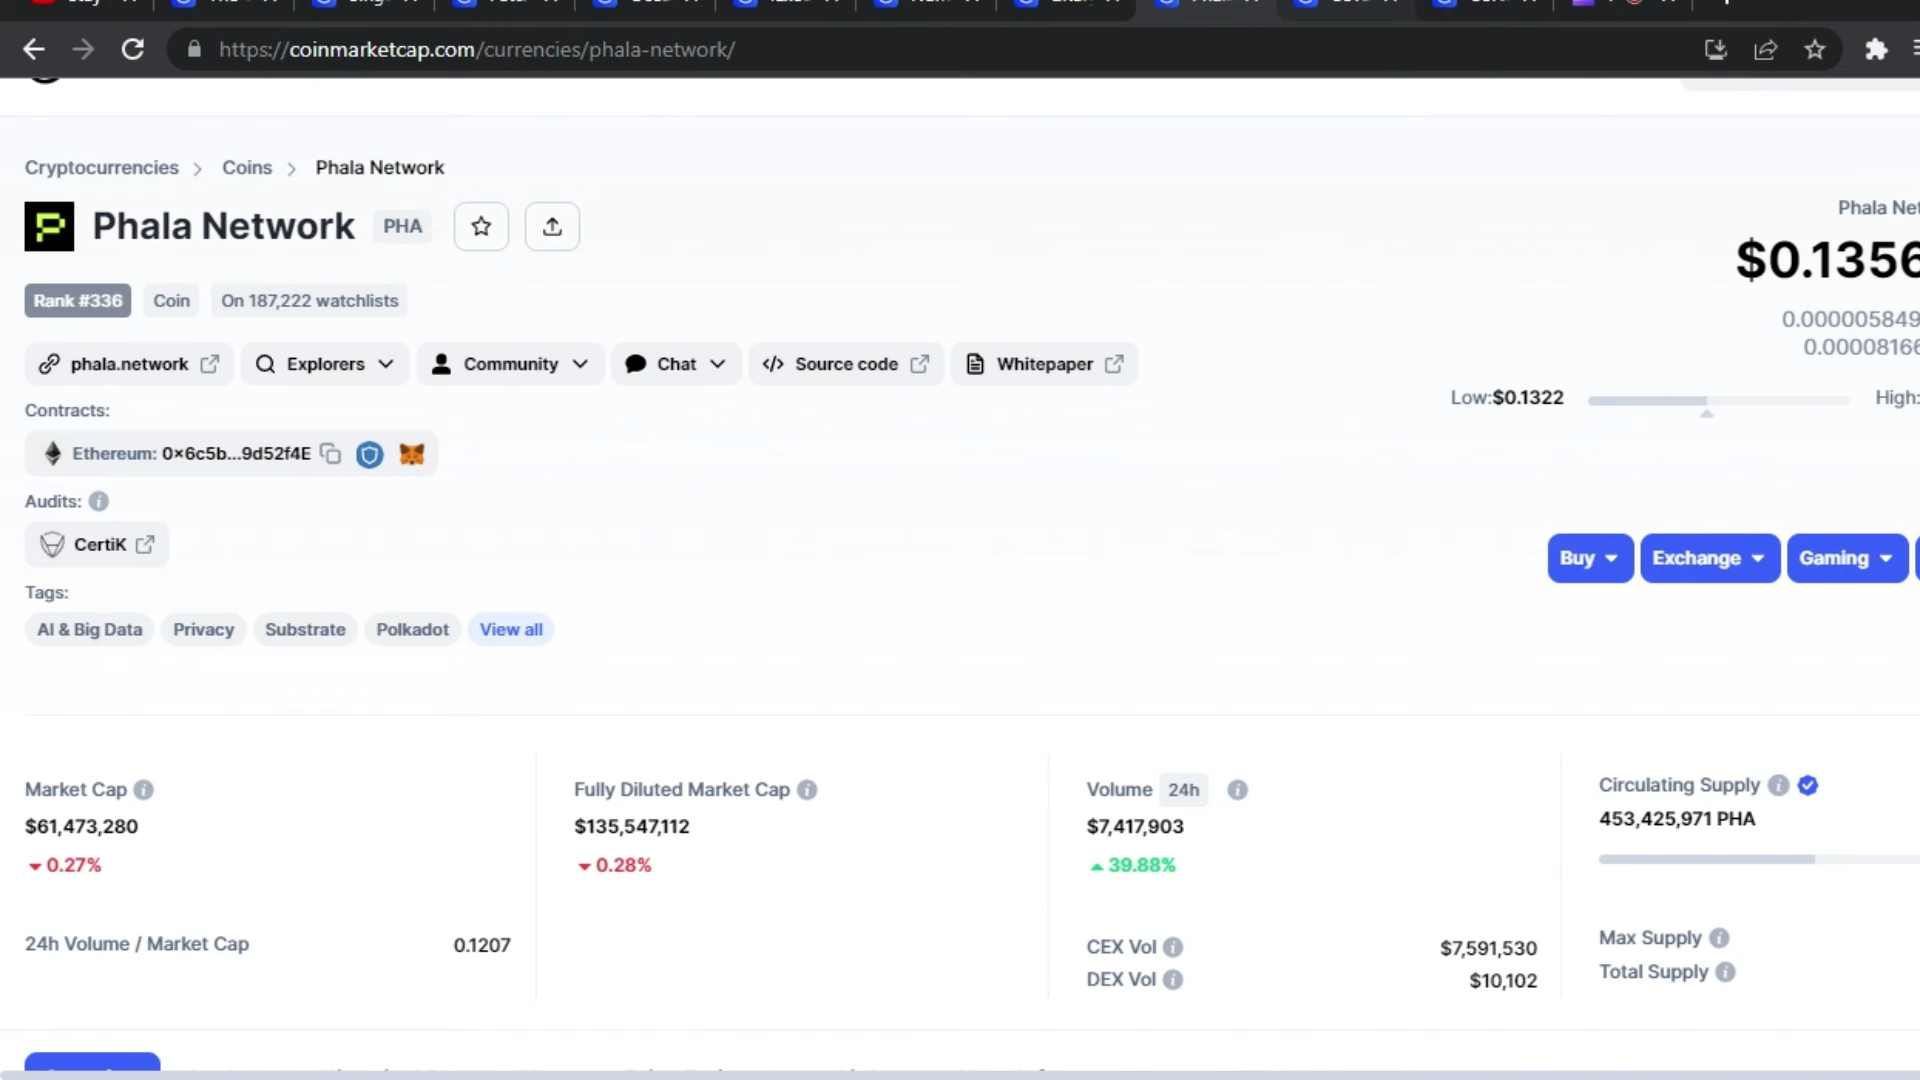 https://coinmarketcap.com/currencies/phala-network/
Cryptocurrencies > Coins > Phala Network
Phala Network PHA
Rank #336 Coin On 187,222 watchlists
phala.network Explorers Community Chat Source code Whitepaper
Contracts:
Ethereum: 0x6c5b...9d52f4E
Audits:
CertiK
Tags:
AI & Big Data Privacy Substrate Polkadot View all
Phala Net
$0.1356
0.000005849
0.00008166
Low:$0.1322 High:
Buy Exchange Gaming
Market Cap
$61,473,280
0.27%
24h Volume / Market Cap 0.1207
Fully Diluted Market Cap
$135,547,112
0.28%
Volume 24h
$7,417,903
39.88%
CEX Vol $7,591,530
DEX Vol $10,102
Circulating Supply
453,425,971 PHA
Max Supply
Total Supply